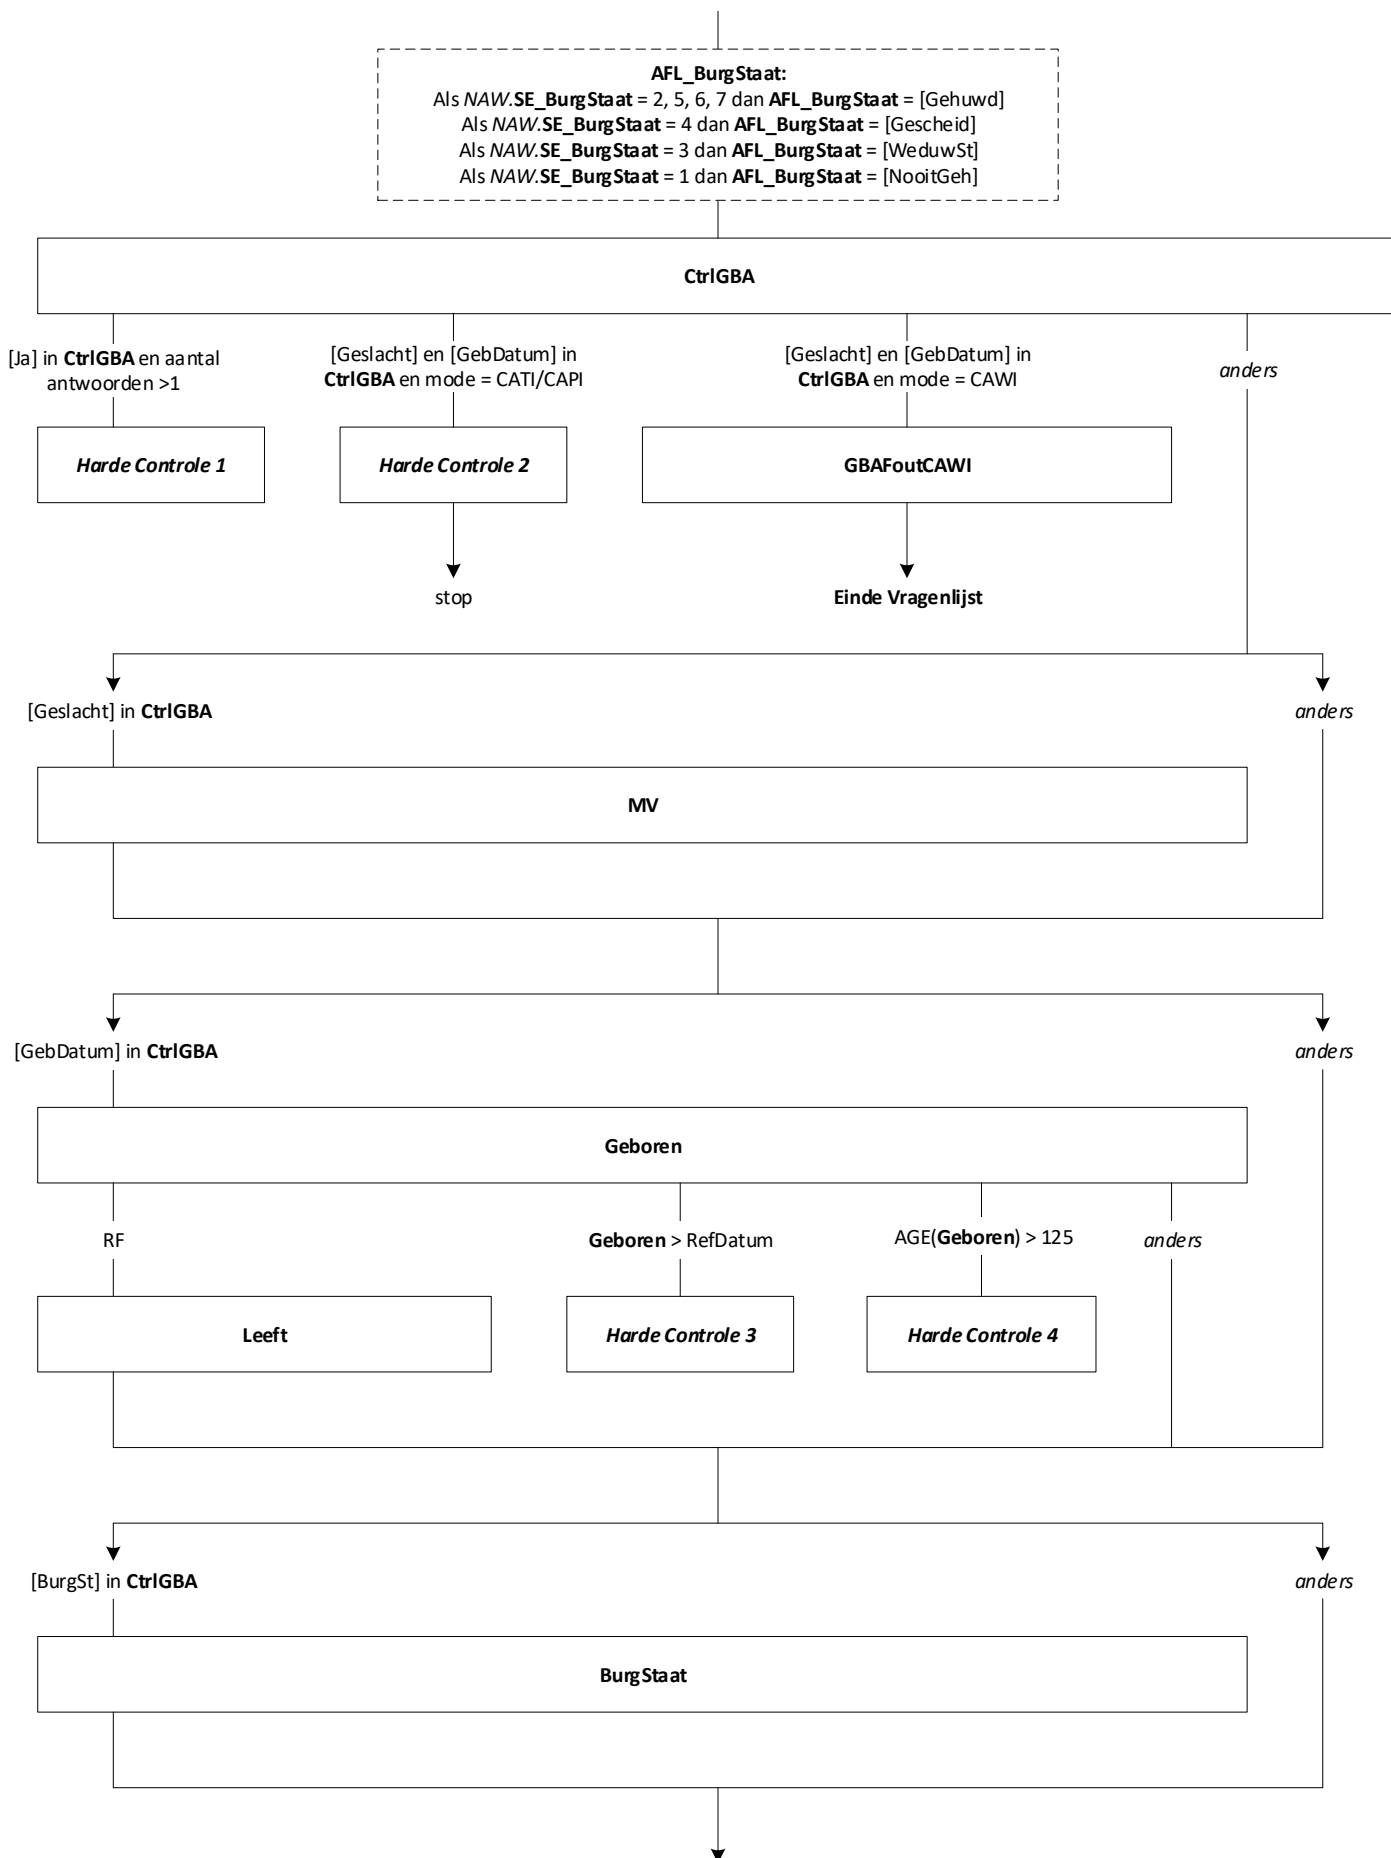 AFL_BurgStaat:
Als NAW.SE_BurgStaat = 2, 5, 6, 7 dan AFL_BurgStaat = [Gehuwd]
Als NAW.SE_BurgStaat = 4 dan AFL_BurgStaat = [Gescheid]
Als NAW.SE_BurgStaat = 3 dan AFL_BurgStaat = [WeduwSt]
Als NAW.SE_BurgStaat = 1 dan AFL_BurgStaat = [NooitGeh]
CtrlGBA
[Ja] in CtrlGBA en aantal
antwoorden >1
[Geslacht] en [GebDatum] in
CtrlGBA en mode = CATI/CAPI
[Geslacht] en [GebDatum] in
CtrlGBA en mode = CAWI
anders
Harde Controle 1
Harde Controle 2
GBAFoutCAWI
stop
Einde Vragenlijst
[Geslacht] in CtrlGBA
anders
MV
[GebDatum] in CtrlGBA
anders
Geboren
RF
Geboren > RefDatum
AGE(Geboren) > 125
anders
Leeft
Harde Controle 3
Harde Controle 4
[BurgSt] in CtrlGBA
anders
BurgStaat